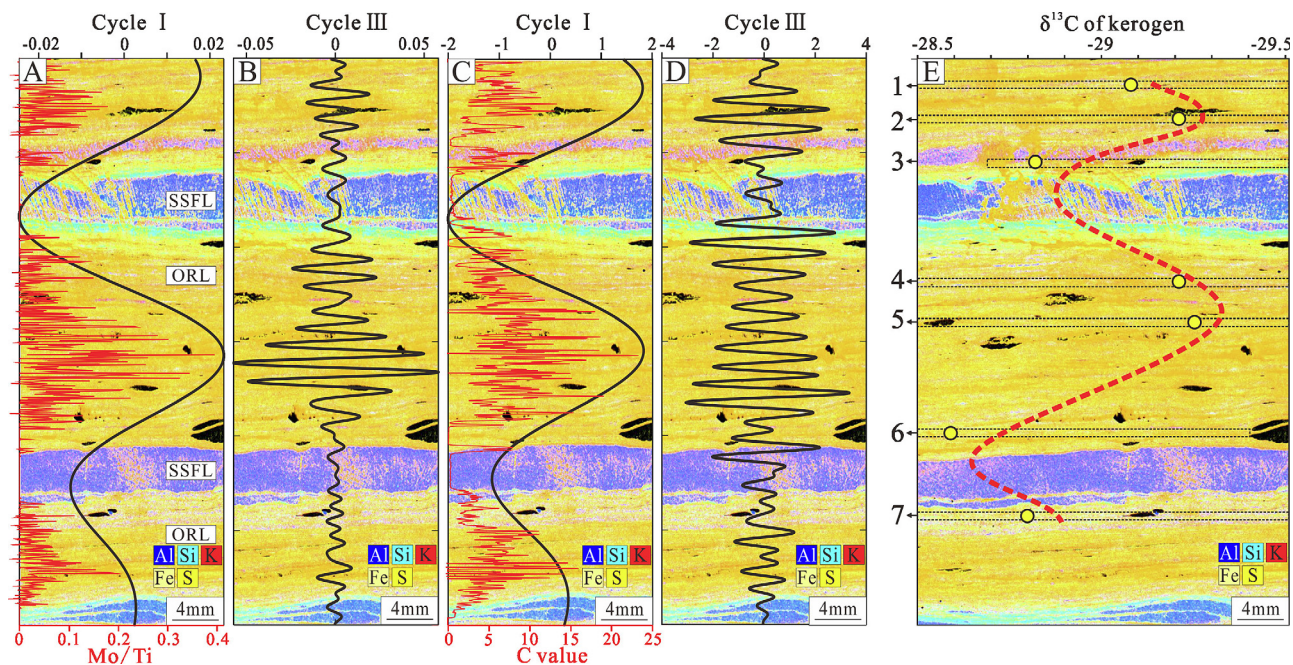 Cycle Ⅰ
Cycle Ⅲ
Cycle Ⅰ
Cycle Ⅲ
δ¹³C of kerogen
-0.02 0 0.02
-0.05 0 0.05
-2 -1 0 1 2
-4 -2 0 2 4
-28.5 -29 -29.5
A
B
C
D
E
1
2
3
4
5
6
7
SSFL
ORL
SSFL
ORL
Al Si K
Fe S
4mm
SSFL
ORL
SSFL
ORL
Al Si K
Fe S
4mm
Al Si K
Fe S
4mm
Al Si K
Fe S
4mm
Al Si K
Fe S
4mm
0 0.1 0.2 0.3 0.4
Mo/Ti
0 5 10 15 20 25
C value